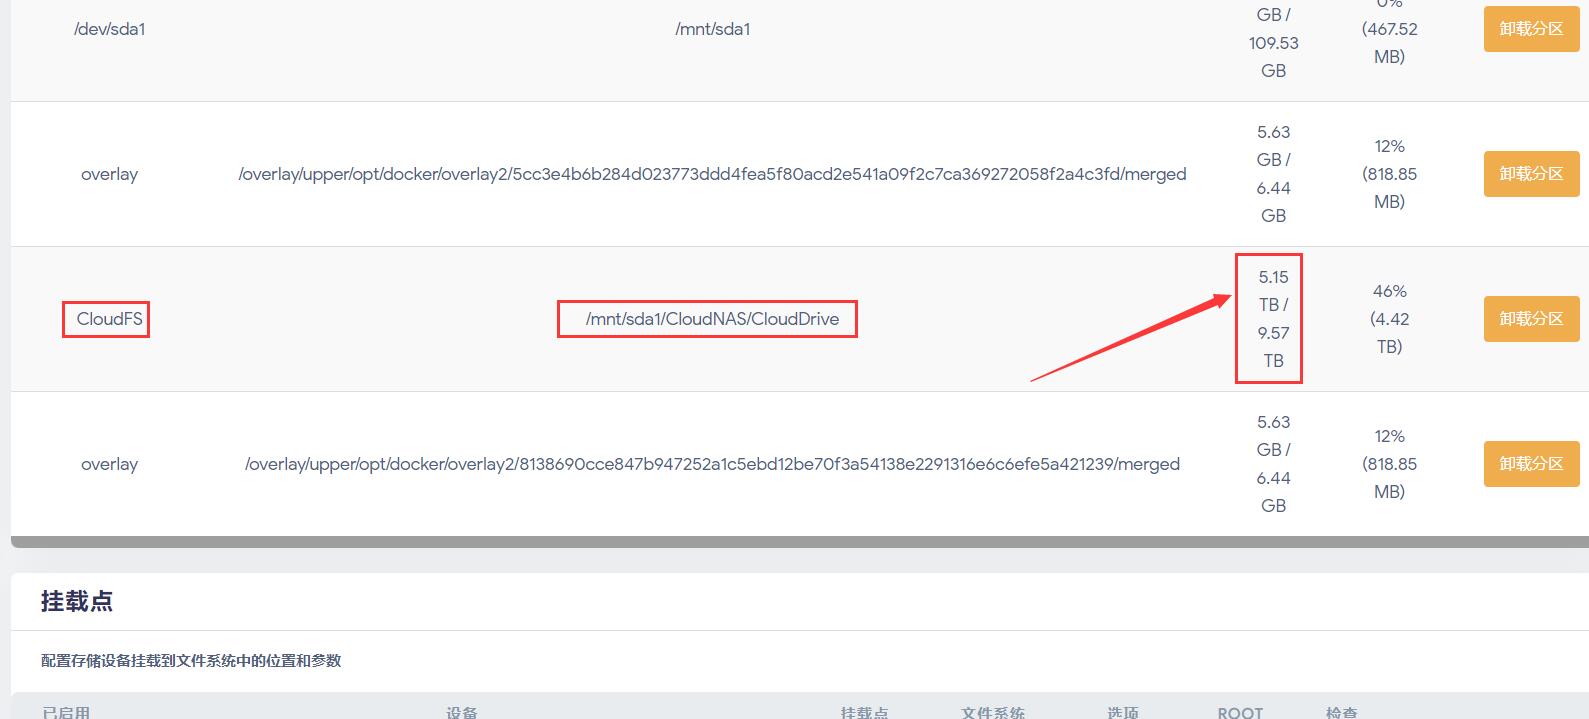 0%
/dev/sda1
/mnt/sda1
GB /
109.53
GB
(467.52
MB)
卸载分区
overlay
/overlay/upper/opt/docker/overlay2/5cc3e4b6b284d023773ddd4fea5f80acd2e541a09f2c7ca369272058f2a4c3fd/merged
5.63
GB /
6.44
GB
12%
(818.85
MB)
卸载分区
CloudFS
/mnt/sda1/CloudNAS/CloudDrive
5.15
TB /
9.57
TB
46%
(4.42
TB)
卸载分区
overlay
/overlay/upper/opt/docker/overlay2/8138690cce847b947252a1c5ebd12be70f3a54138e2291316e6c6efe5a421239/merged
5.63
GB /
6.44
GB
12%
(818.85
MB)
卸载分区
挂载点
配置存储设备挂载到文件系统中的位置和参数
已启用
设备
挂载点
文件系统
选项
ROOT
检查